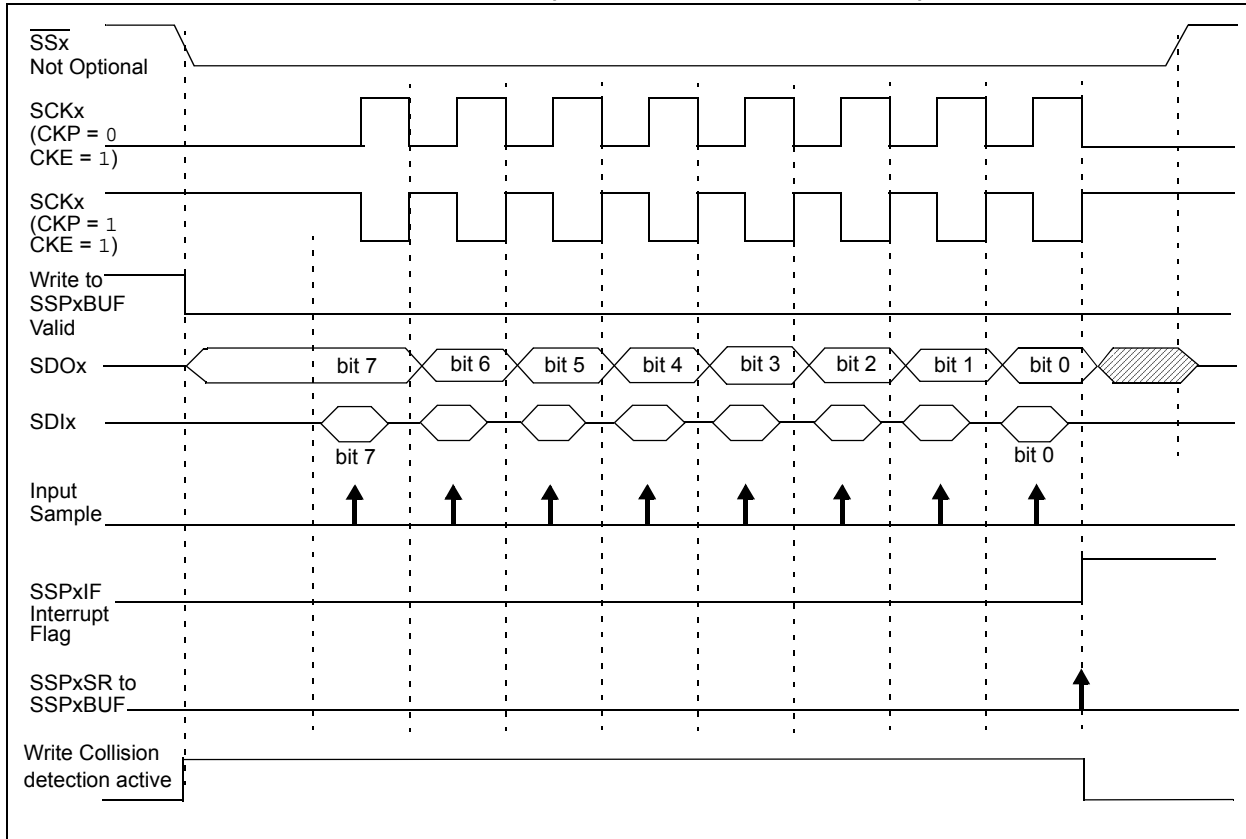 SSx
Not Optional
SCKx
(CKP = 0
CKE = 1)
SCKx
(CKP = 1
CKE = 1)
Write to
SSPxBUF
Valid
SDOx
bit 7
bit 6
bit 5
bit 4
bit 3
bit 2
bit 1
bit 0
SDIx
bit 7
bit 0
Input
Sample
SSPxIF
Interrupt
Flag
SSPxSR to
SSPxBUF
Write Collision
detection active